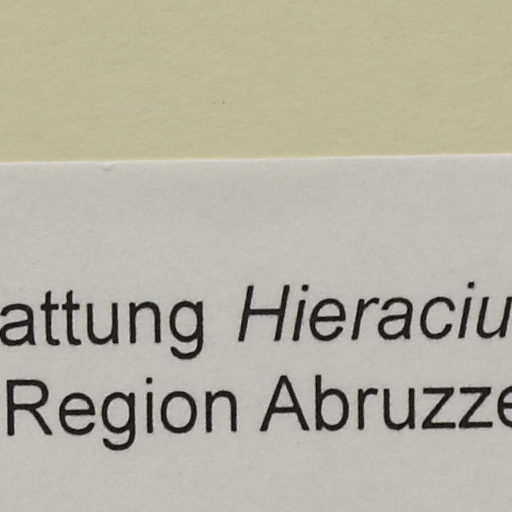 attung Hieraciu
Region Abruzze